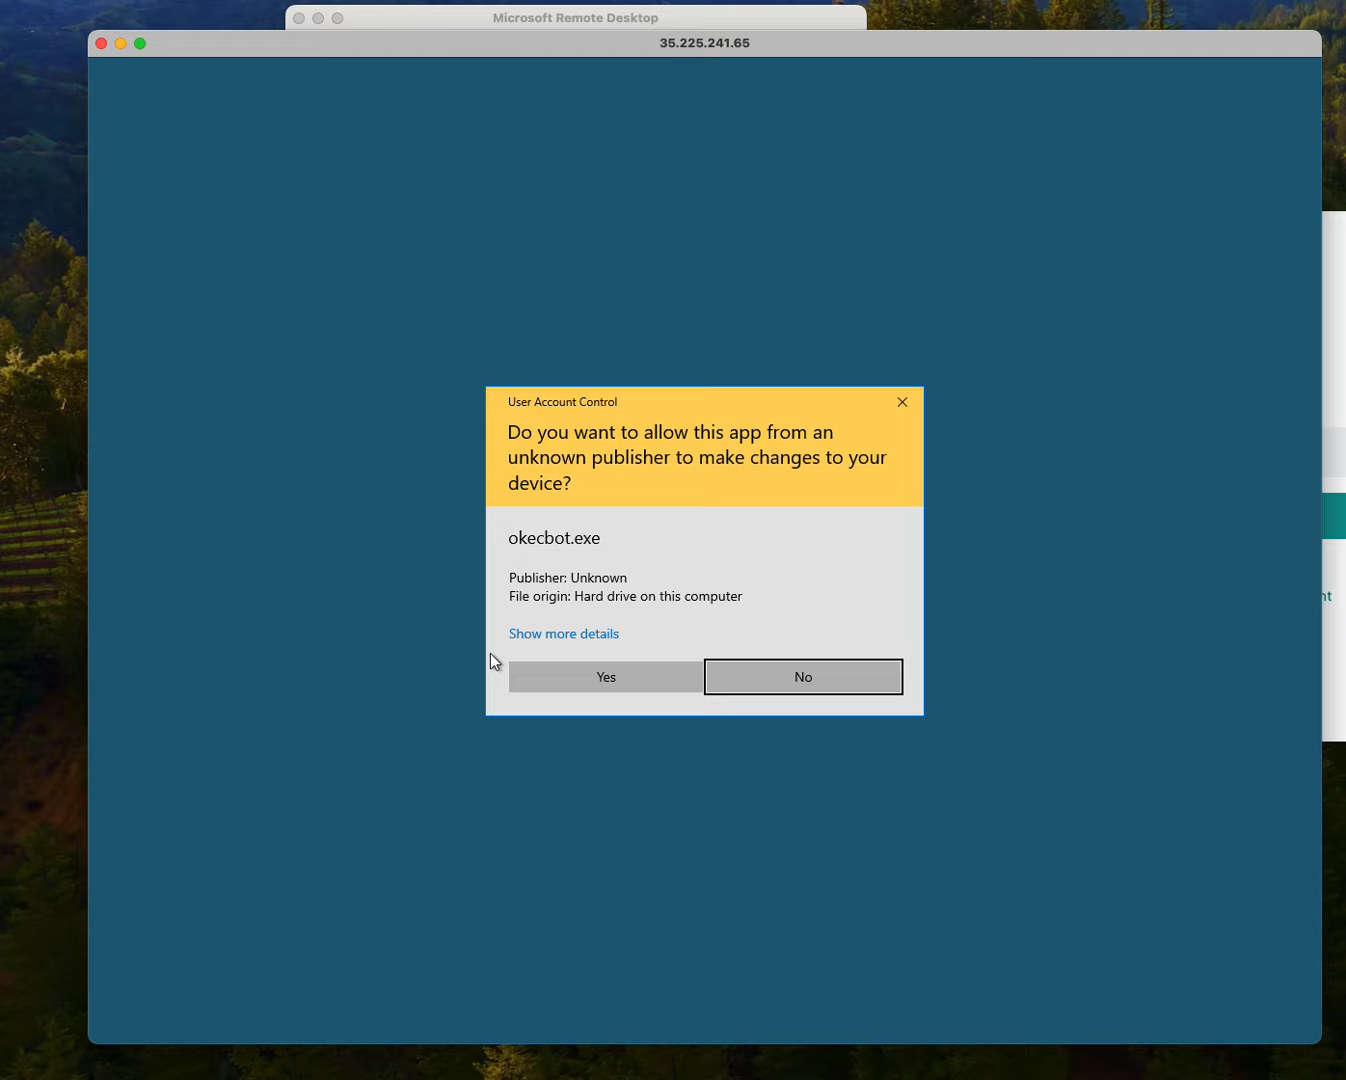 Microsoft Remote Desktop
35.225.241.65
User Account Control
Do you want to allow this app from an
unknown publisher to make changes to your
device?
okecbot.exe
Publisher: Unknown
File origin: Hard drive on this computer
nt
Show more details
Yes
No